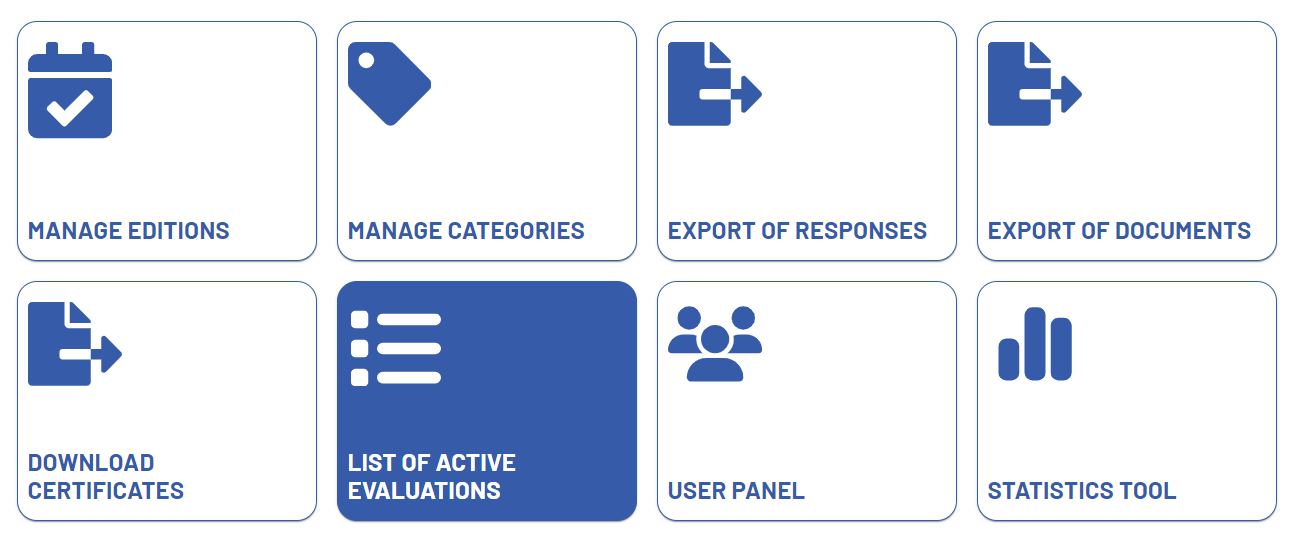 MANAGE EDITIONS
MANAGE CATEGORIES
EXPORT OF RESPONSES
EXPORT OF DOCUMENTS
DOWNLOAD
CERTIFICATES
LIST OF ACTIVE
EVALUATIONS
USER PANEL
STATISTICS TOOL